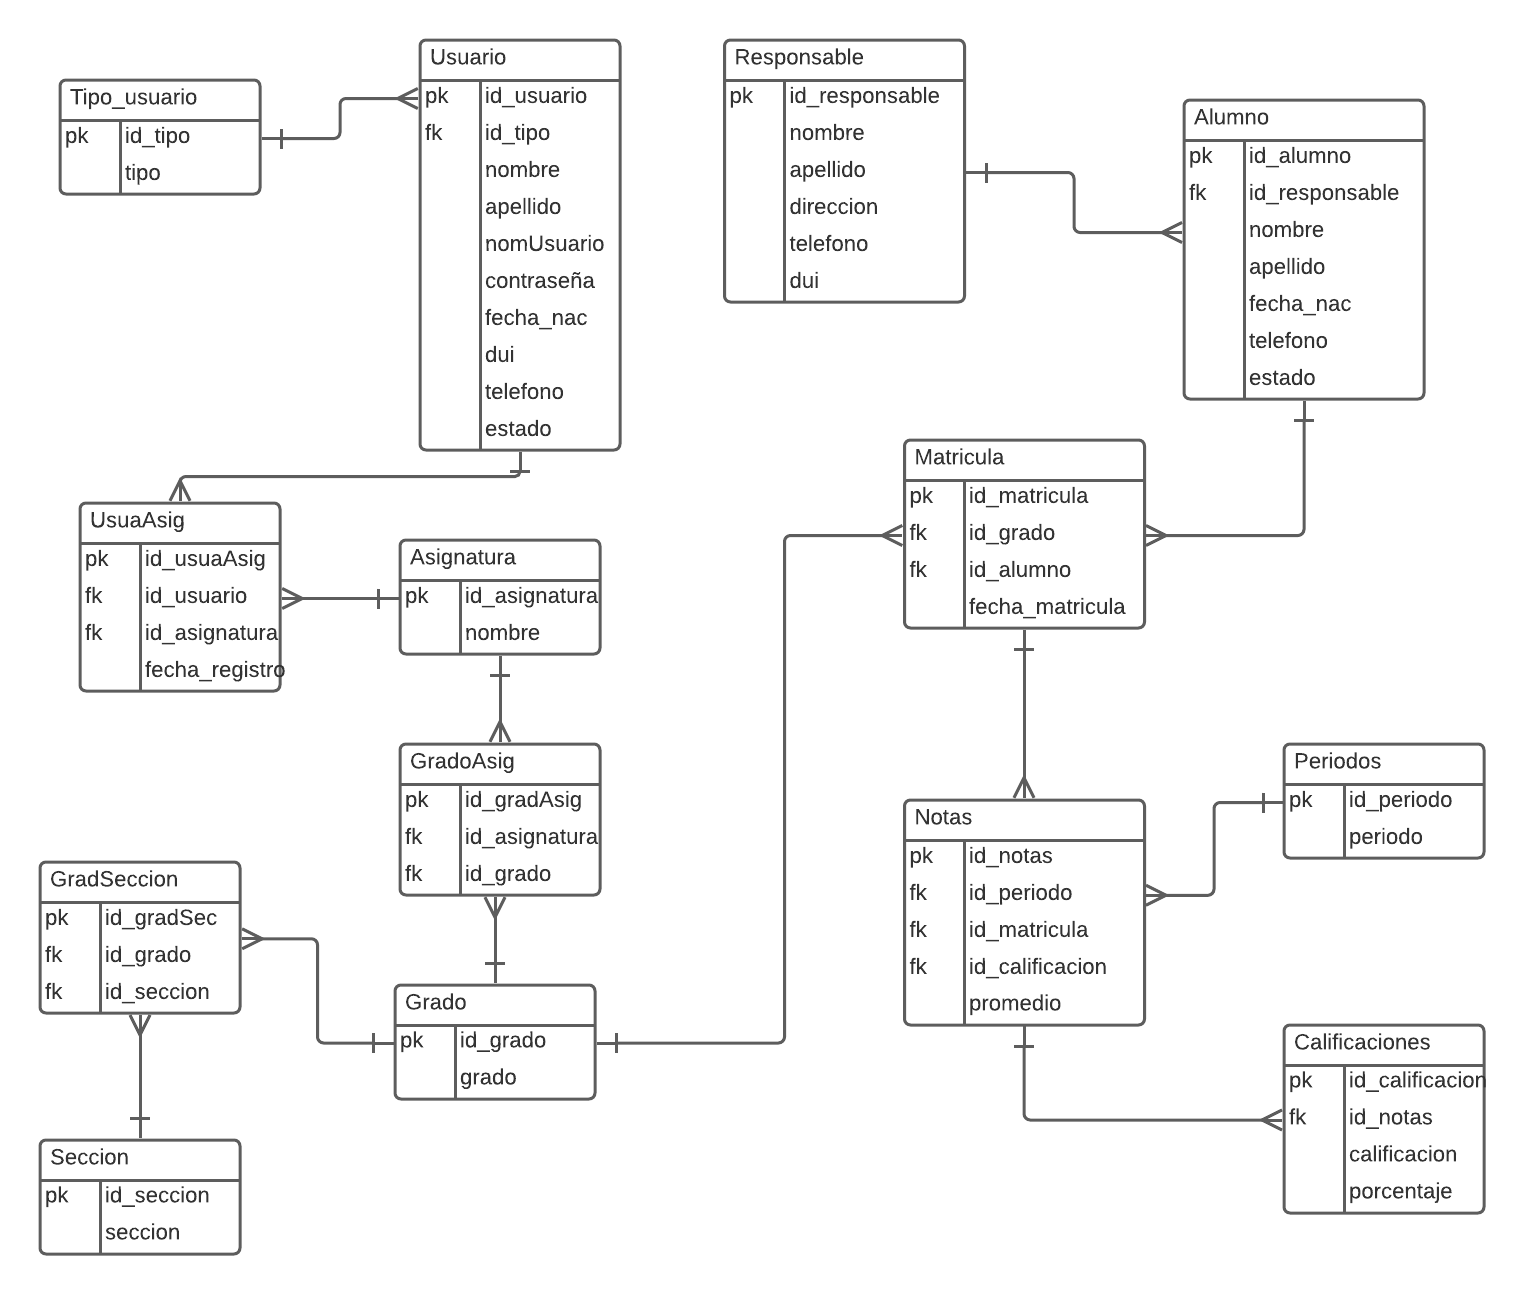 Tipo_usuario
pk id_tipo
tipo
Usuario
pk id_usuario
fk id_tipo
nombre
apellido
nomUsuario
contraseña
fecha_nac
dui
telefono
estado
Responsable
pk id_responsable
nombre
apellido
direccion
telefono
dui
Alumno
pk id_alumno
fk id_responsable
nombre
apellido
fecha_nac
telefono
estado
UsuaAsig
pk id_usuaAsig
fk id_usuario
fk id_asignatura
fecha_registro
Asignatura
pk id_asignatura
nombre
Matricula
pk id_matricula
fk id_grado
fk id_alumno
fecha_matricula
GradoAsig
pk id_gradAsig
fk id_asignatura
fk id_grado
Notas
pk id_notas
fk id_periodo
fk id_matricula
fk id_calificacion
promedio
Periodos
pk id_periodo
periodo
GradSeccion
pk id_gradSec
fk id_grado
fk id_seccion
Grado
pk id_grado
grado
Calificaciones
pk id_calificacion
fk id_notas
calificacion
porcentaje
Seccion
pk id_seccion
seccion